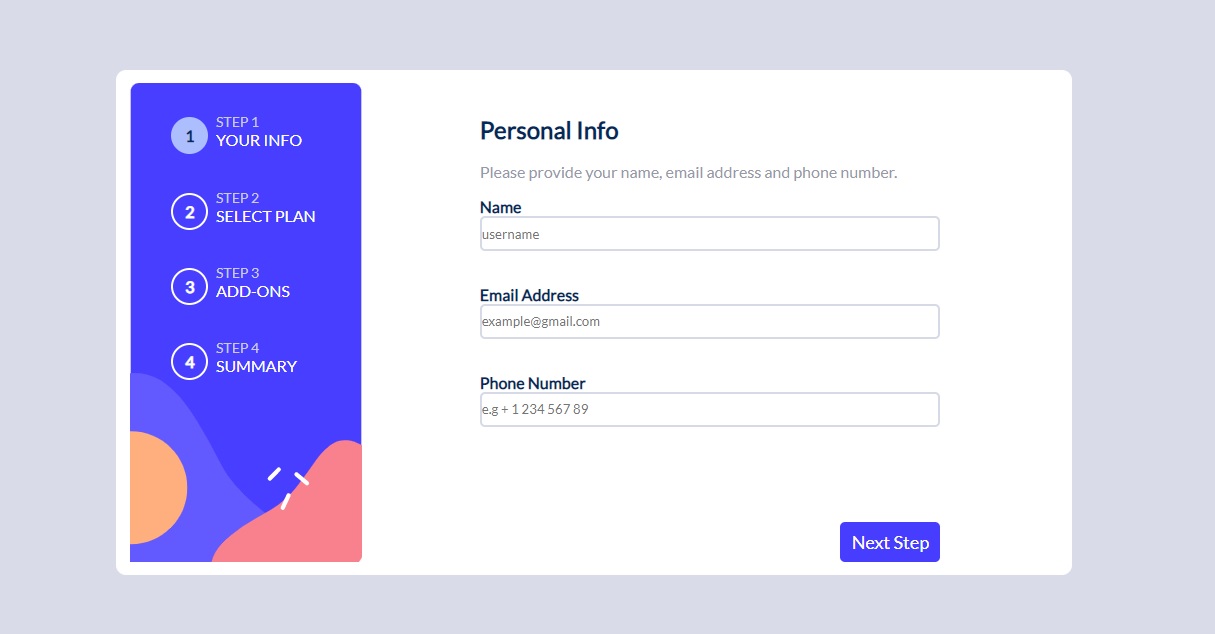 1
STEP 1
YOUR INFO
2
STEP 2
SELECT PLAN
3
STEP 3
ADD-ONS
4
STEP 4
SUMMARY
Personal Info
Please provide your name, email address and phone number.
Name
username
Email Address
example@gmail.com
Phone Number
e.g + 1 234 567 89
Next Step